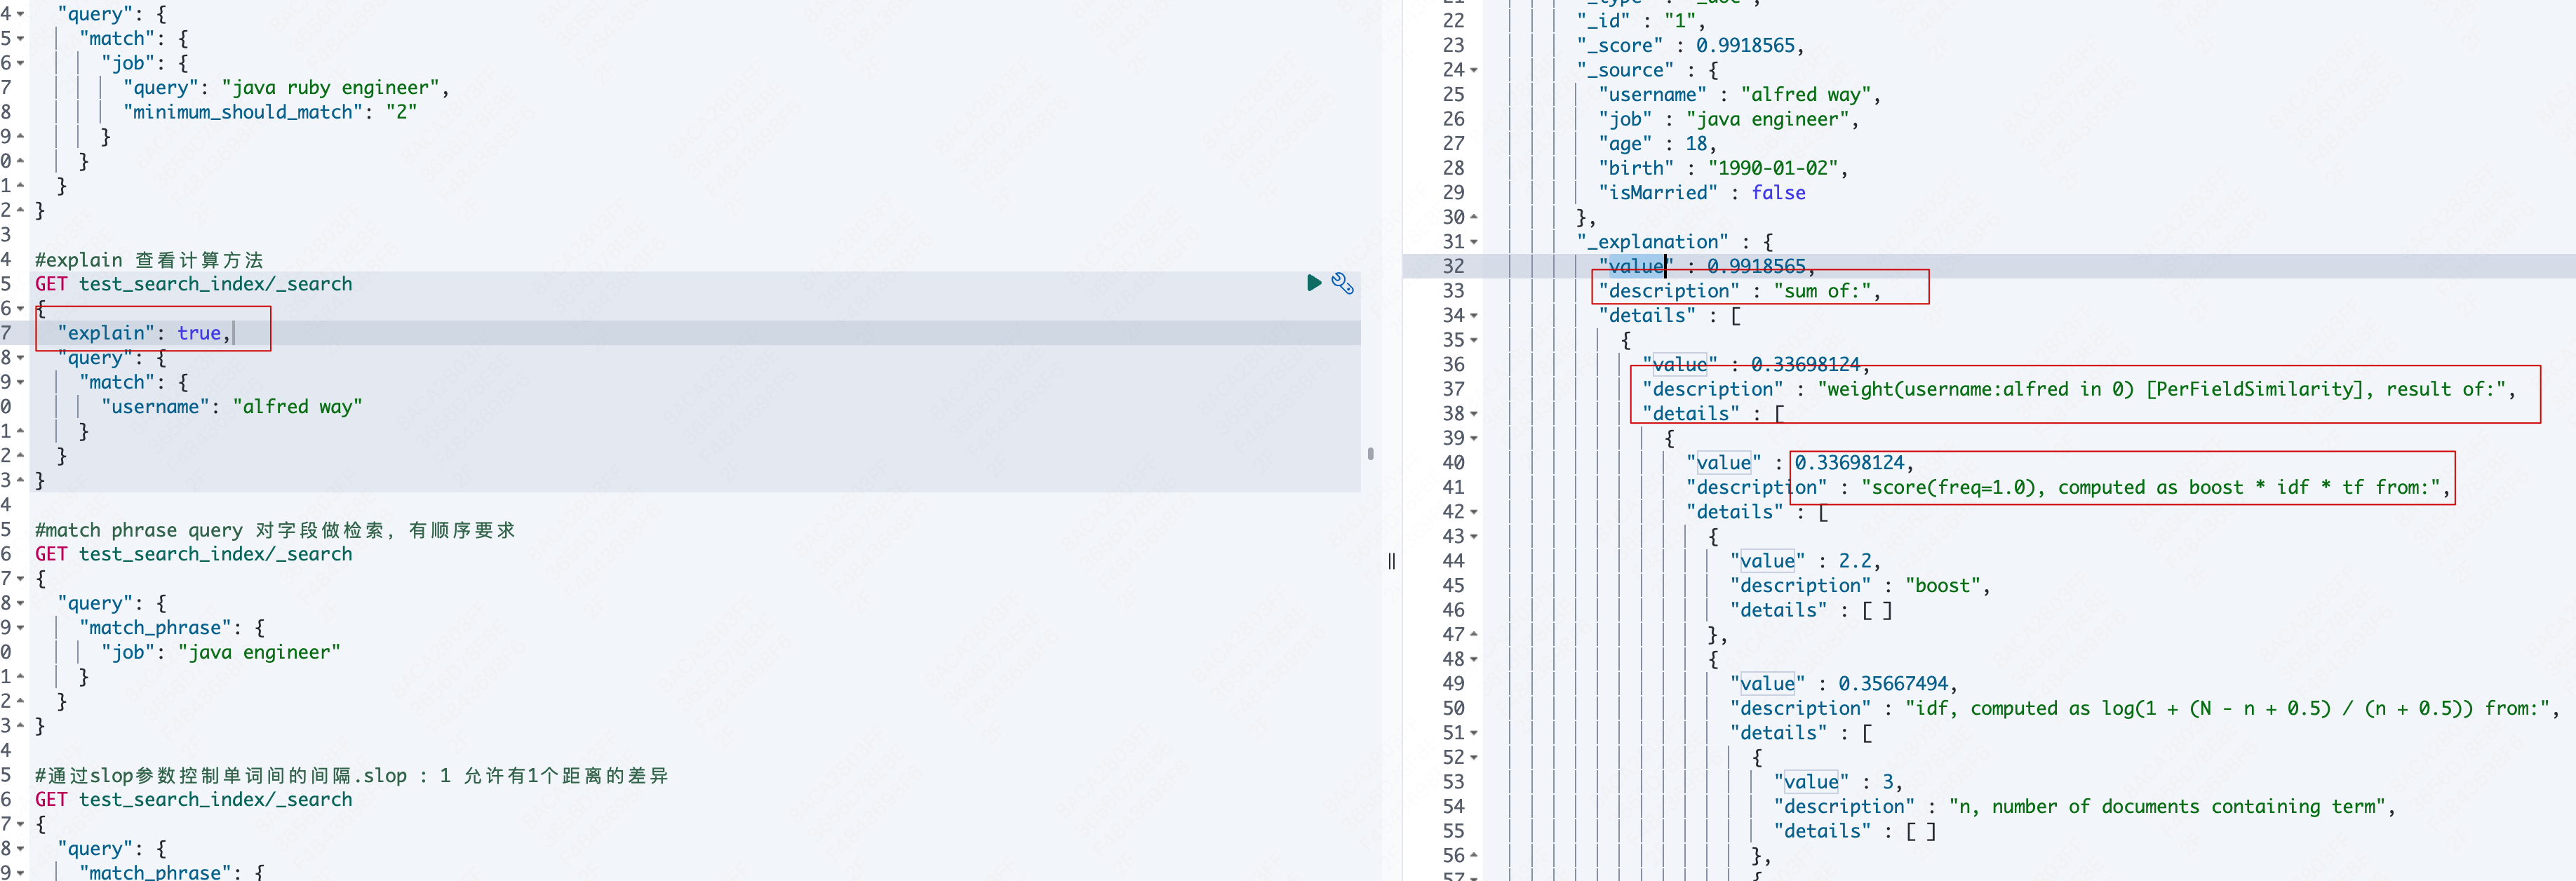 4 "query": {
5 "match": {
6 "job": {
7 "query": "java ruby engineer",
8 "minimum_should_match": "2"
9 }
0 }
1 }
2 }
3
4 #explain 查看计算方法
5 GET test_search_index/_search
6 {
7 "explain": true,
8 "query": {
9 "match": {
0 "username": "alfred way"
1 }
2 }
3 }
4
5 #match phrase query 对字段做检索，有顺序要求
6 GET test_search_index/_search
7 {
8 "query": {
9 "match_phrase": {
0 "job": "java engineer"
1 }
2 }
3 }
4
5 #通过slop参数控制单词间的间隔.slop : 1 允许有1个距离的差异
6 GET test_search_index/_search
7 {
8 "query": {
9 "match_phrase": {
21 "_type" : "_doc",
22 "_id" : "1",
23 "_score" : 0.9918565,
24 "_source" : {
25 "username" : "alfred way",
26 "job" : "java engineer",
27 "age" : 18,
28 "birth" : "1990-01-02",
29 "isMarried" : false
30 },
31 "_explanation" : {
32 "value" : 0.9918565,
33 "description" : "sum of:",
34 "details" : [
35 {
36 "value" : 0.33698124,
37 "description" : "weight(username:alfred in 0) [PerFieldSimilarity], result of:",
38 "details" : [
39 {
40 "value" : 0.33698124,
41 "description" : "score(freq=1.0), computed as boost * idf * tf from:",
42 "details" : [
43 {
44 "value" : 2.2,
45 "description" : "boost",
46 "details" : [ ]
47 },
48 {
49 "value" : 0.35667494,
50 "description" : "idf, computed as log(1 + (N - n + 0.5) / (n + 0.5)) from:",
51 "details" : [
52 {
53 "value" : 3,
54 "description" : "n, number of documents containing term",
55 "details" : [ ]
56 },
57 {